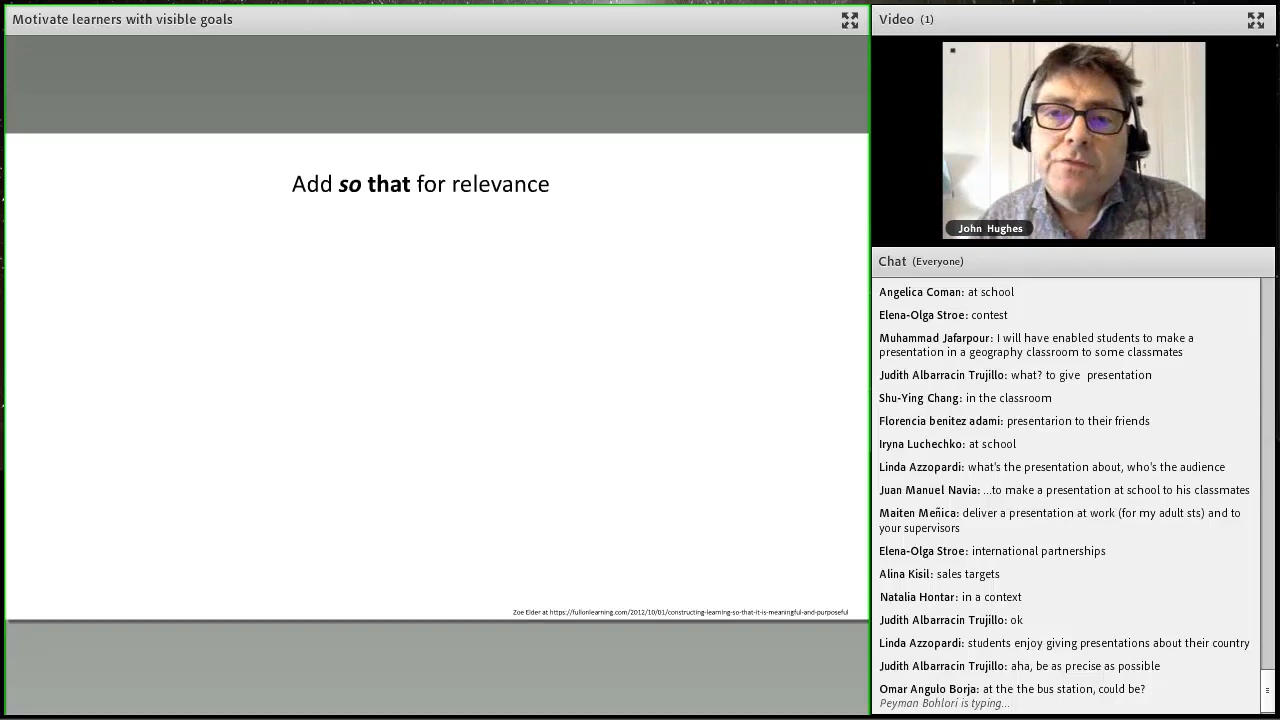 Motivate learners with visible goals
Add so that for relevance
Zoe Elder at https://fullonlearning.com/2012/10/01/constructing-learning-so-that-it-is-meaningful-and-purposeful
Video (1)
John Hughes
Chat (Everyone)
Angelica Coman: at school
Elena-Olga Stroe: contest
Muhammad Jafarpour: I will have enabled students to make a
presentation in a geography classroom to some classmates
Judith Albarracin Trujillo: what? to give presentation
Shu-Ying Chang: in the classroom
Florencia benitez adami: presentarion to their friends
Iryna Luchechko: at school
Linda Azzopardi: what's the presentation about, who's the audience
Juan Manuel Navia: ...to make a presentation at school to his classmates
Maiten Meñica: deliver a presentation at work (for my adult sts) and to
your supervisors
Elena-Olga Stroe: international partnerships
Alina Kisil: sales targets
Natalia Hontar: in a context
Judith Albarracin Trujillo: ok
Linda Azzopardi: students enjoy giving presentations about their country
Judith Albarracin Trujillo: aha, be as precise as possible
Omar Angulo Borja: at the the bus station, could be?
Peyman Bohlori is typing...